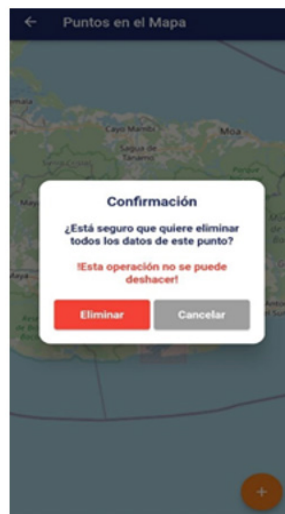 Puntos en el Mapa
Cayo Mambí
Moa
Sagua de
Tánamo
Confirmación
¿Está seguro que quiere eliminar
todos los datos de este punto?
!Esta operación no se puede
deshacer!
Eliminar
Cancelar